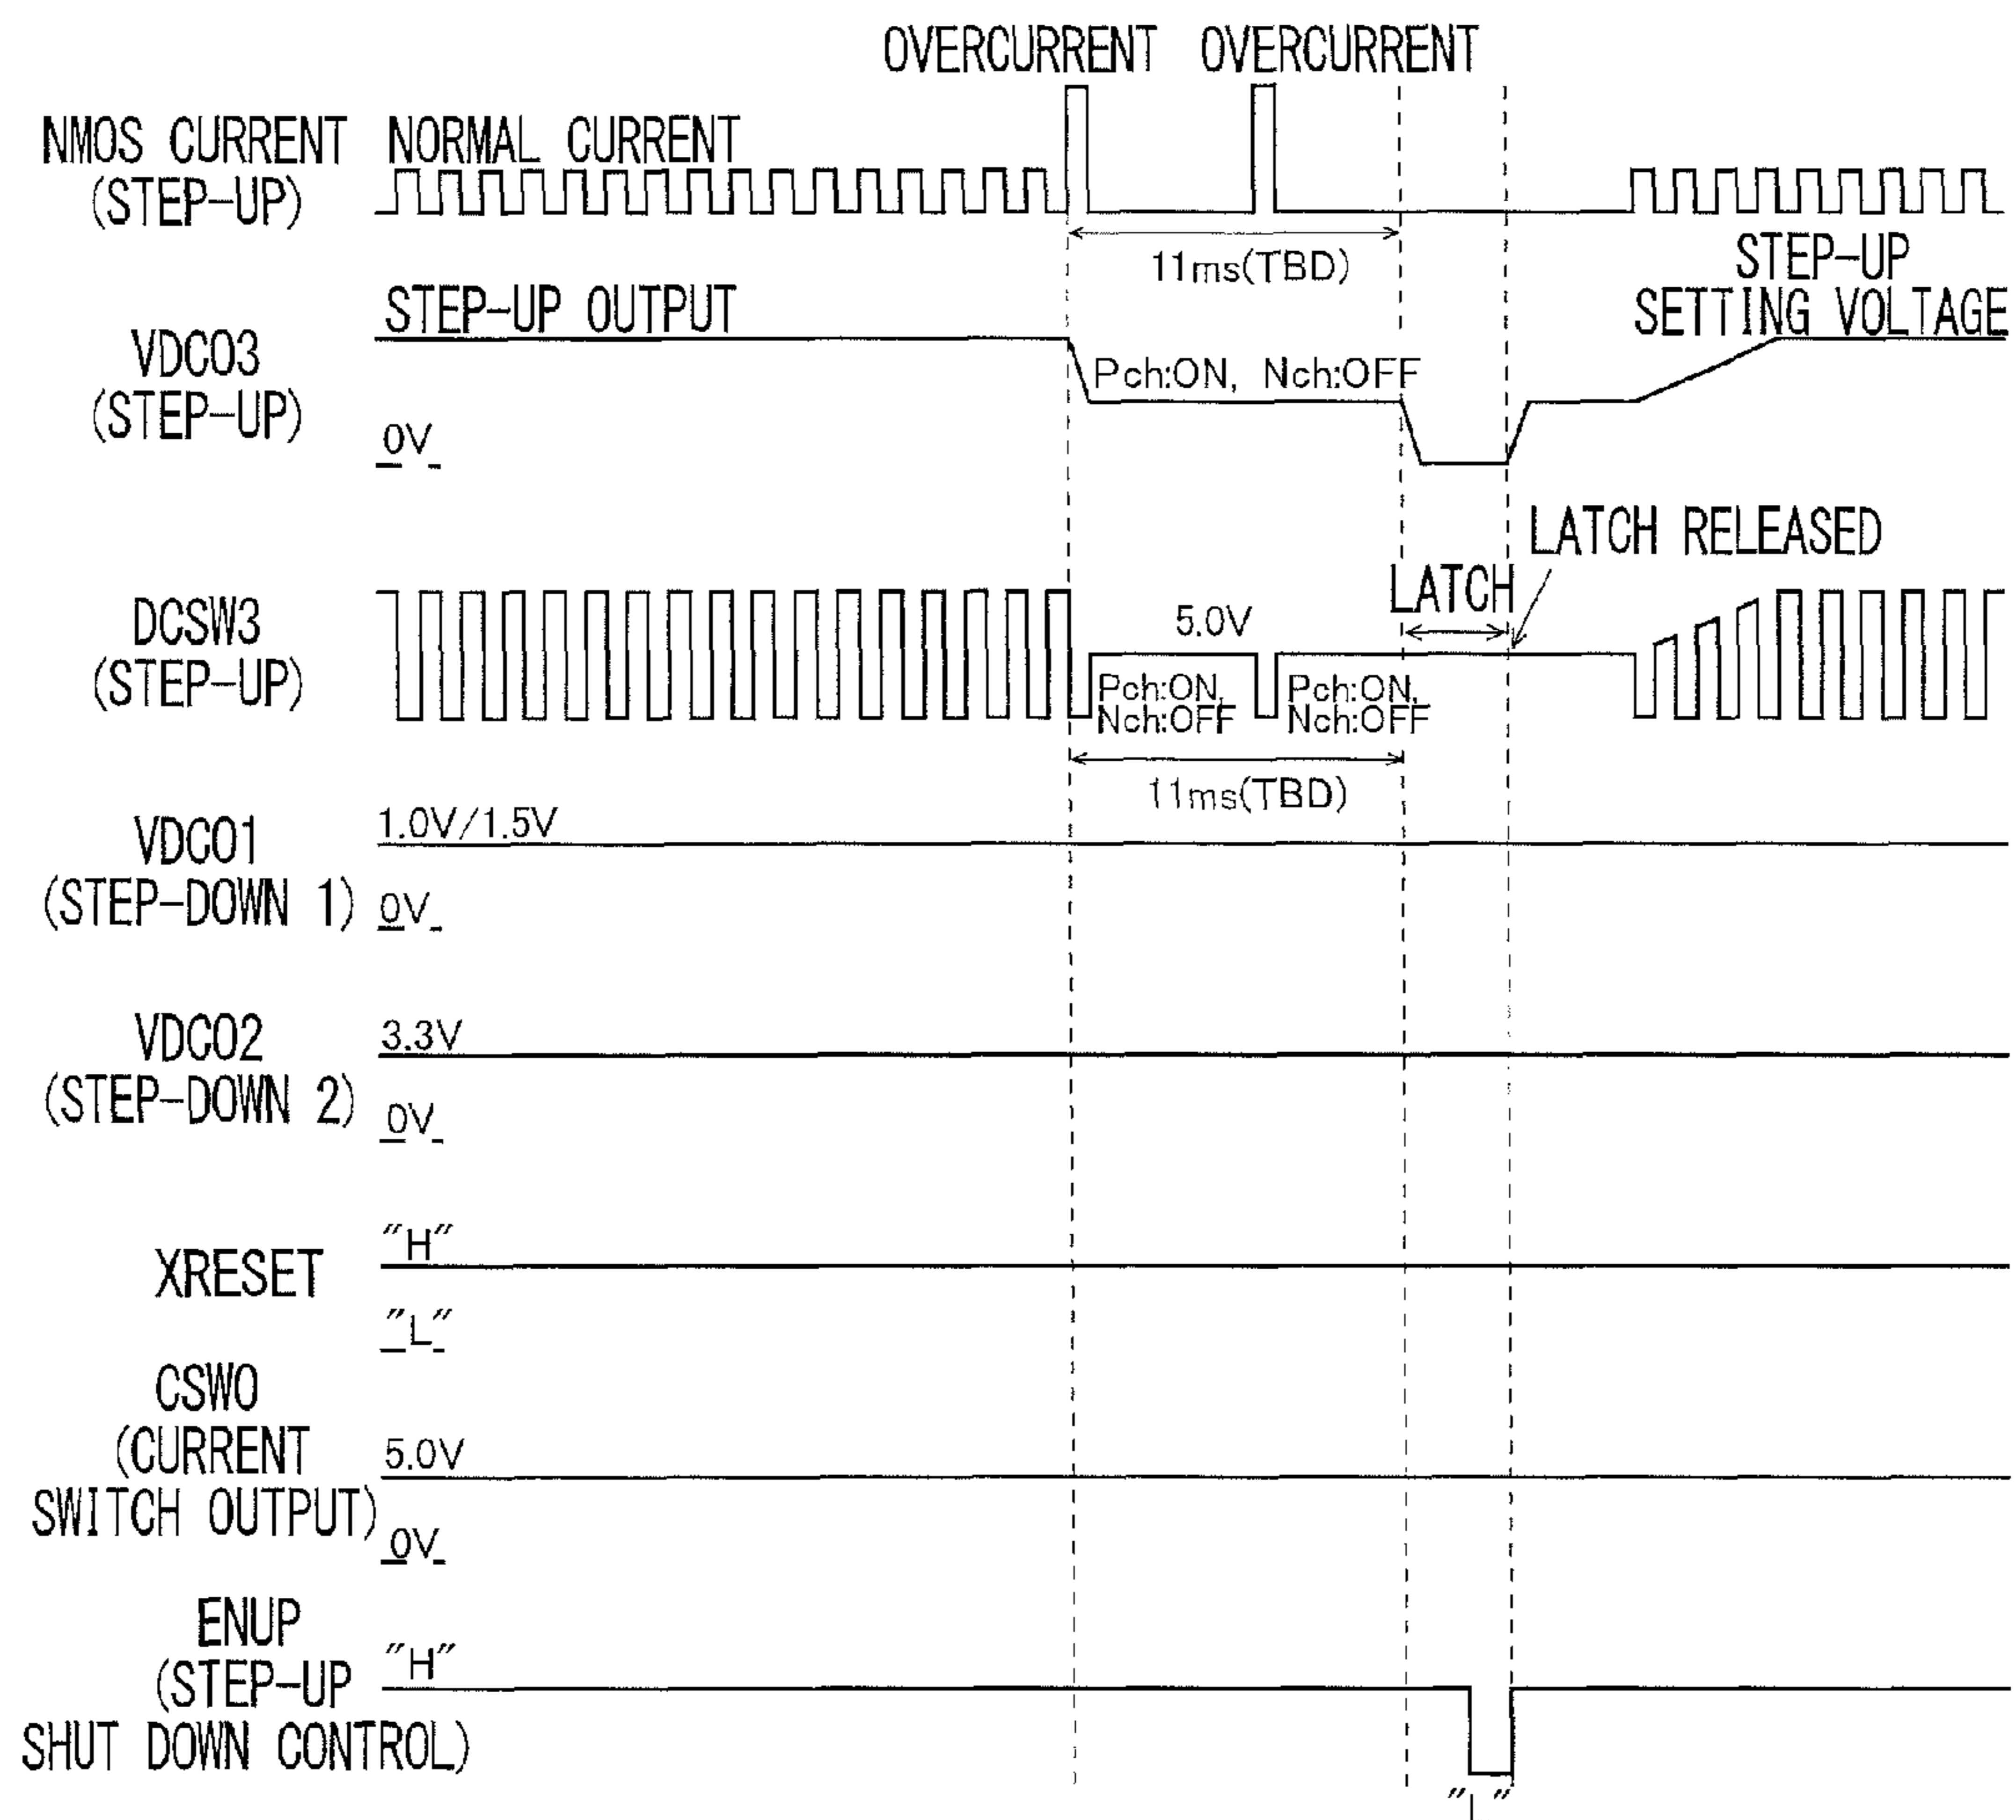 OVERCURRENT OVERCURRENT
NMOS CURRENT
(STEP-UP)
NORMAL CURRENT
11ms(TBD)
STEP-UP
SETTING VOLTAGE
VDCO3
(STEP-UP)
STEP-UP OUTPUT
0V
Pch:ON, Nch:OFF
LATCH RELEASED
LATCH
DCSW3
(STEP-UP)
5.0V
Pch:ON,
Nch:OFF
Pch:ON,
Nch:OFF
11ms(TBD)
VDCO1
(STEP-DOWN 1)
1.0V/1.5V
0V
VDCO2
(STEP-DOWN 2)
3.3V
0V
XRESET
"H"
"L"
CSWO
(CURRENT
SWITCH OUTPUT)
5.0V
0V
ENUP
(STEP-UP
SHUT DOWN CONTROL)
"H"
"L"